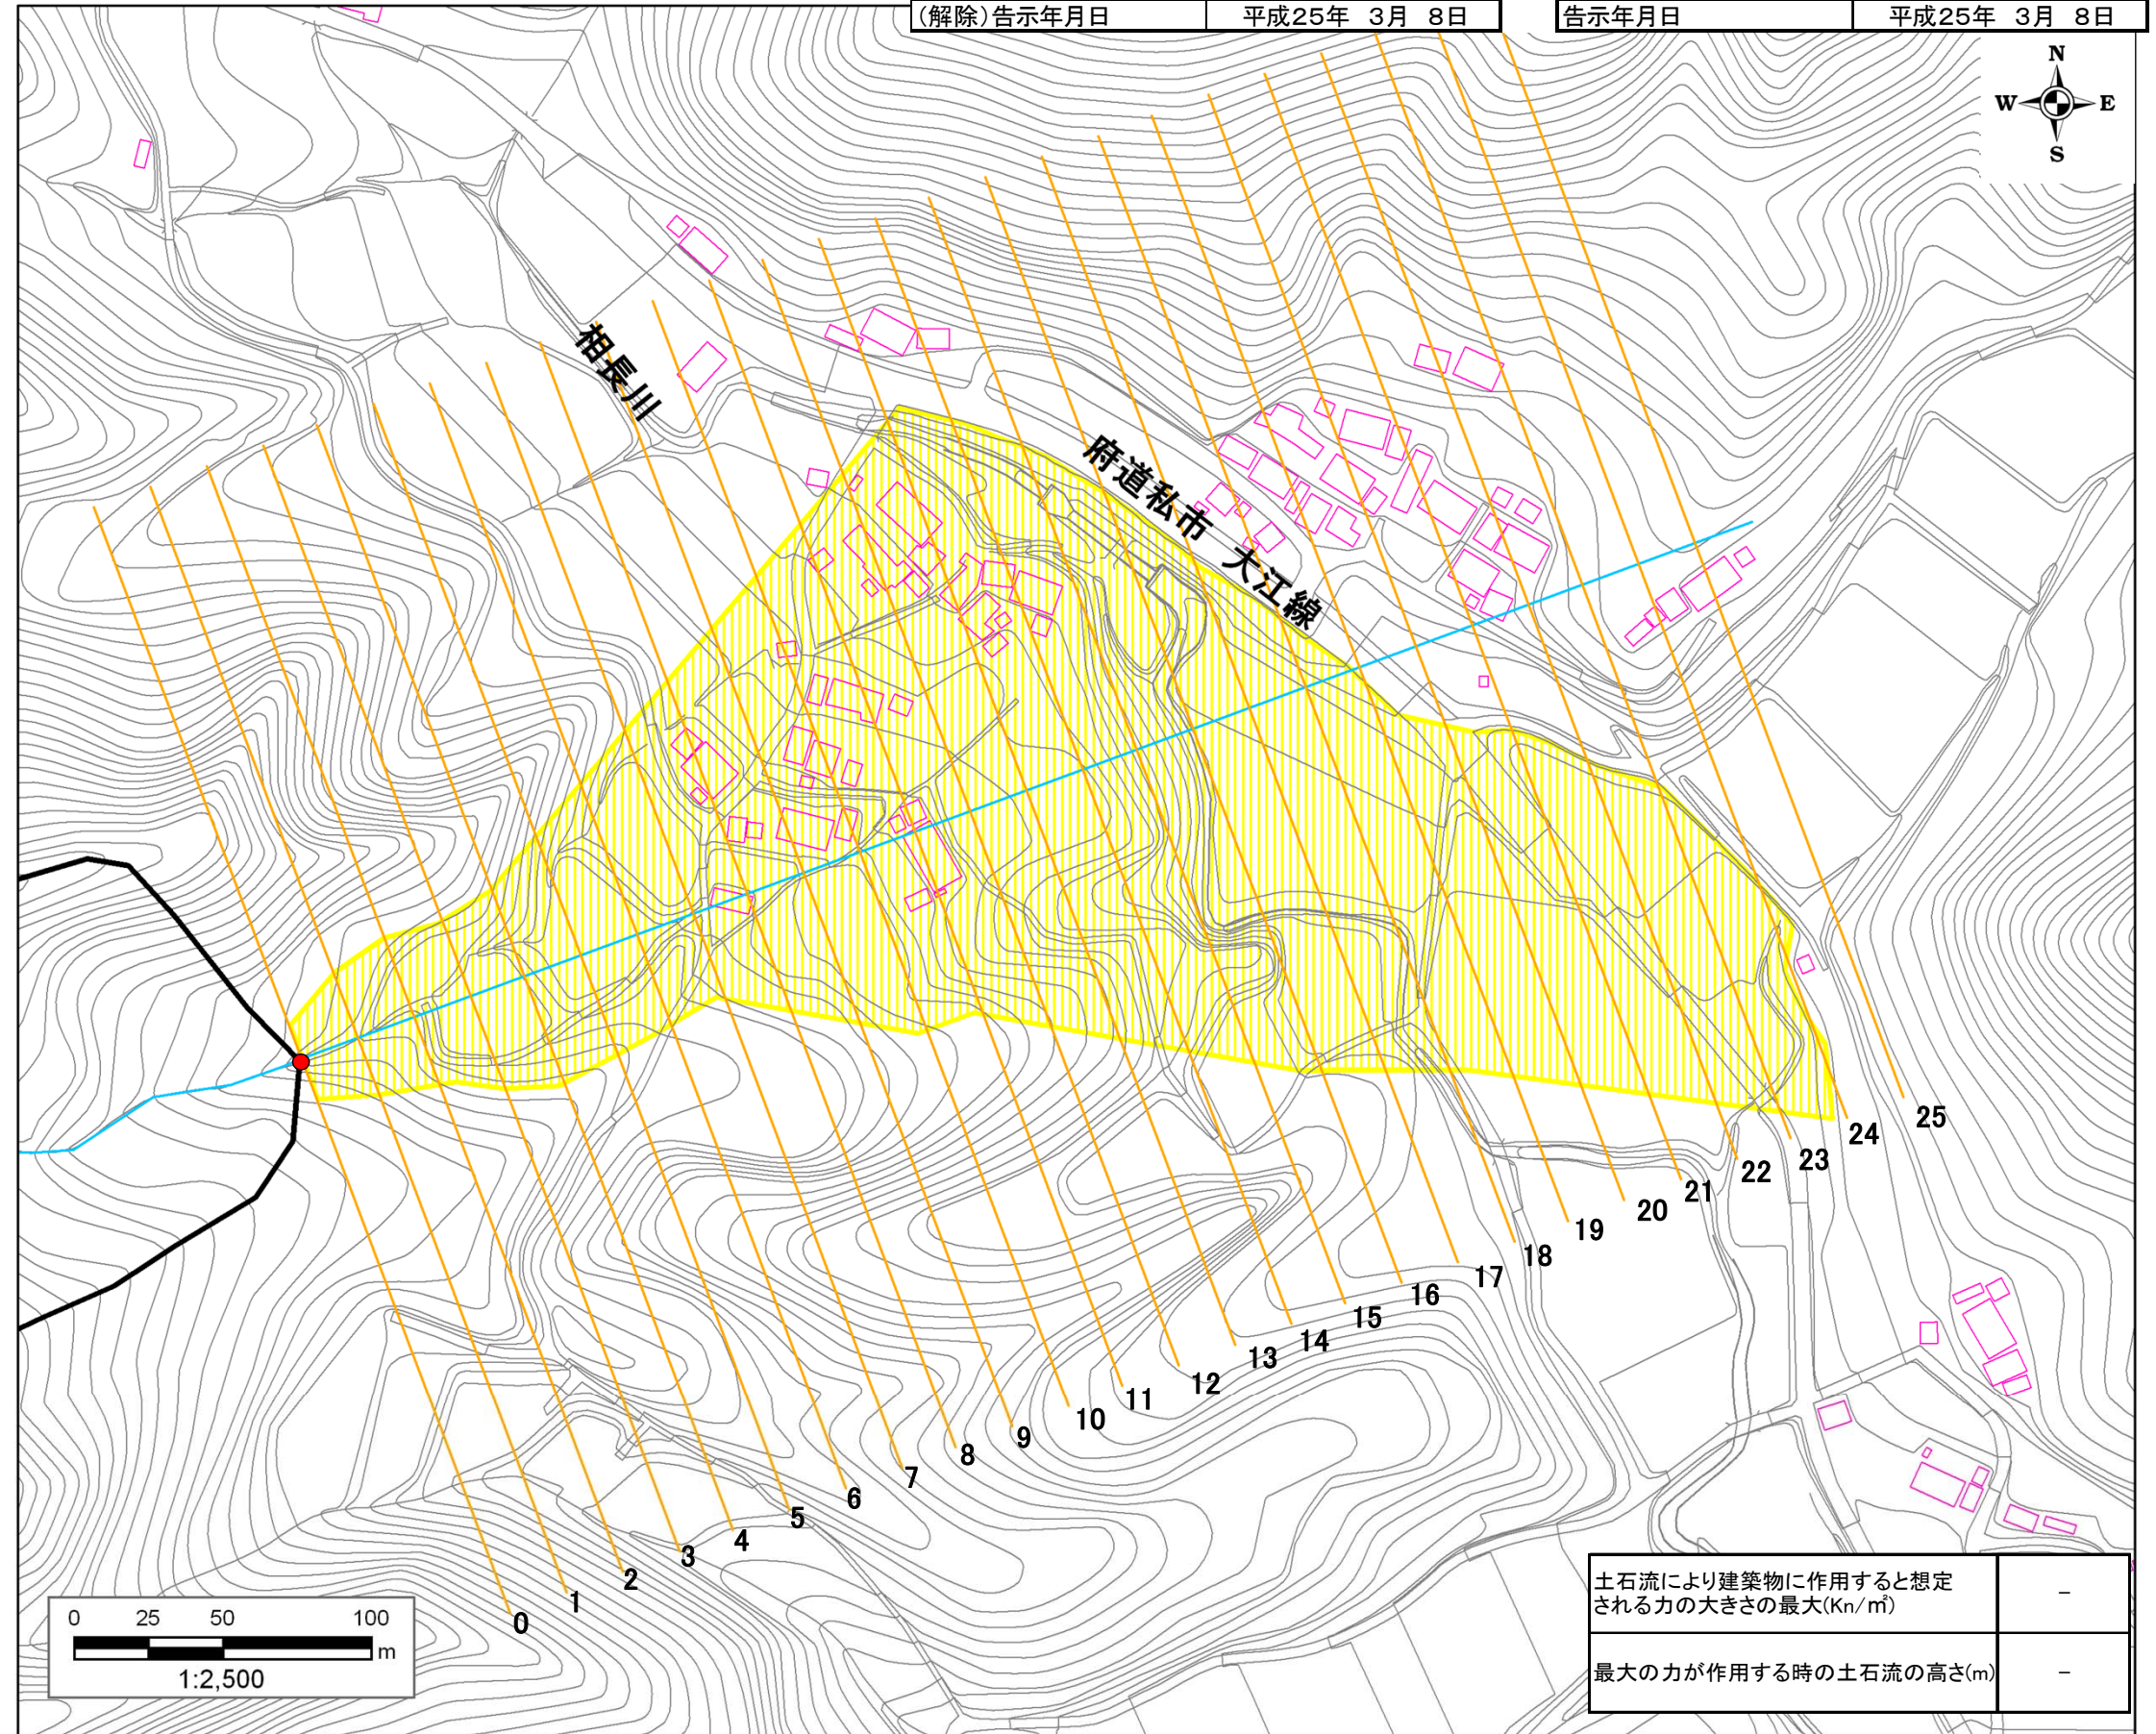 (解除)告示年月日 平成25年 3月 8日 告示年月日 平成25年 3月 8日
N
W E
S
相長川
府道私市 大江線
25
24
23
22
21
20
19
18
17
16
15
14
13
12
11
10
9
8
7
6
5
4
3
2
1
0
0 25 50 100
m
1:2,500
土石流により建築物に作用すると想定
される力の大きさの最大(Kn/㎡) －
最大の力が作用する時の土石流の高さ(m) －